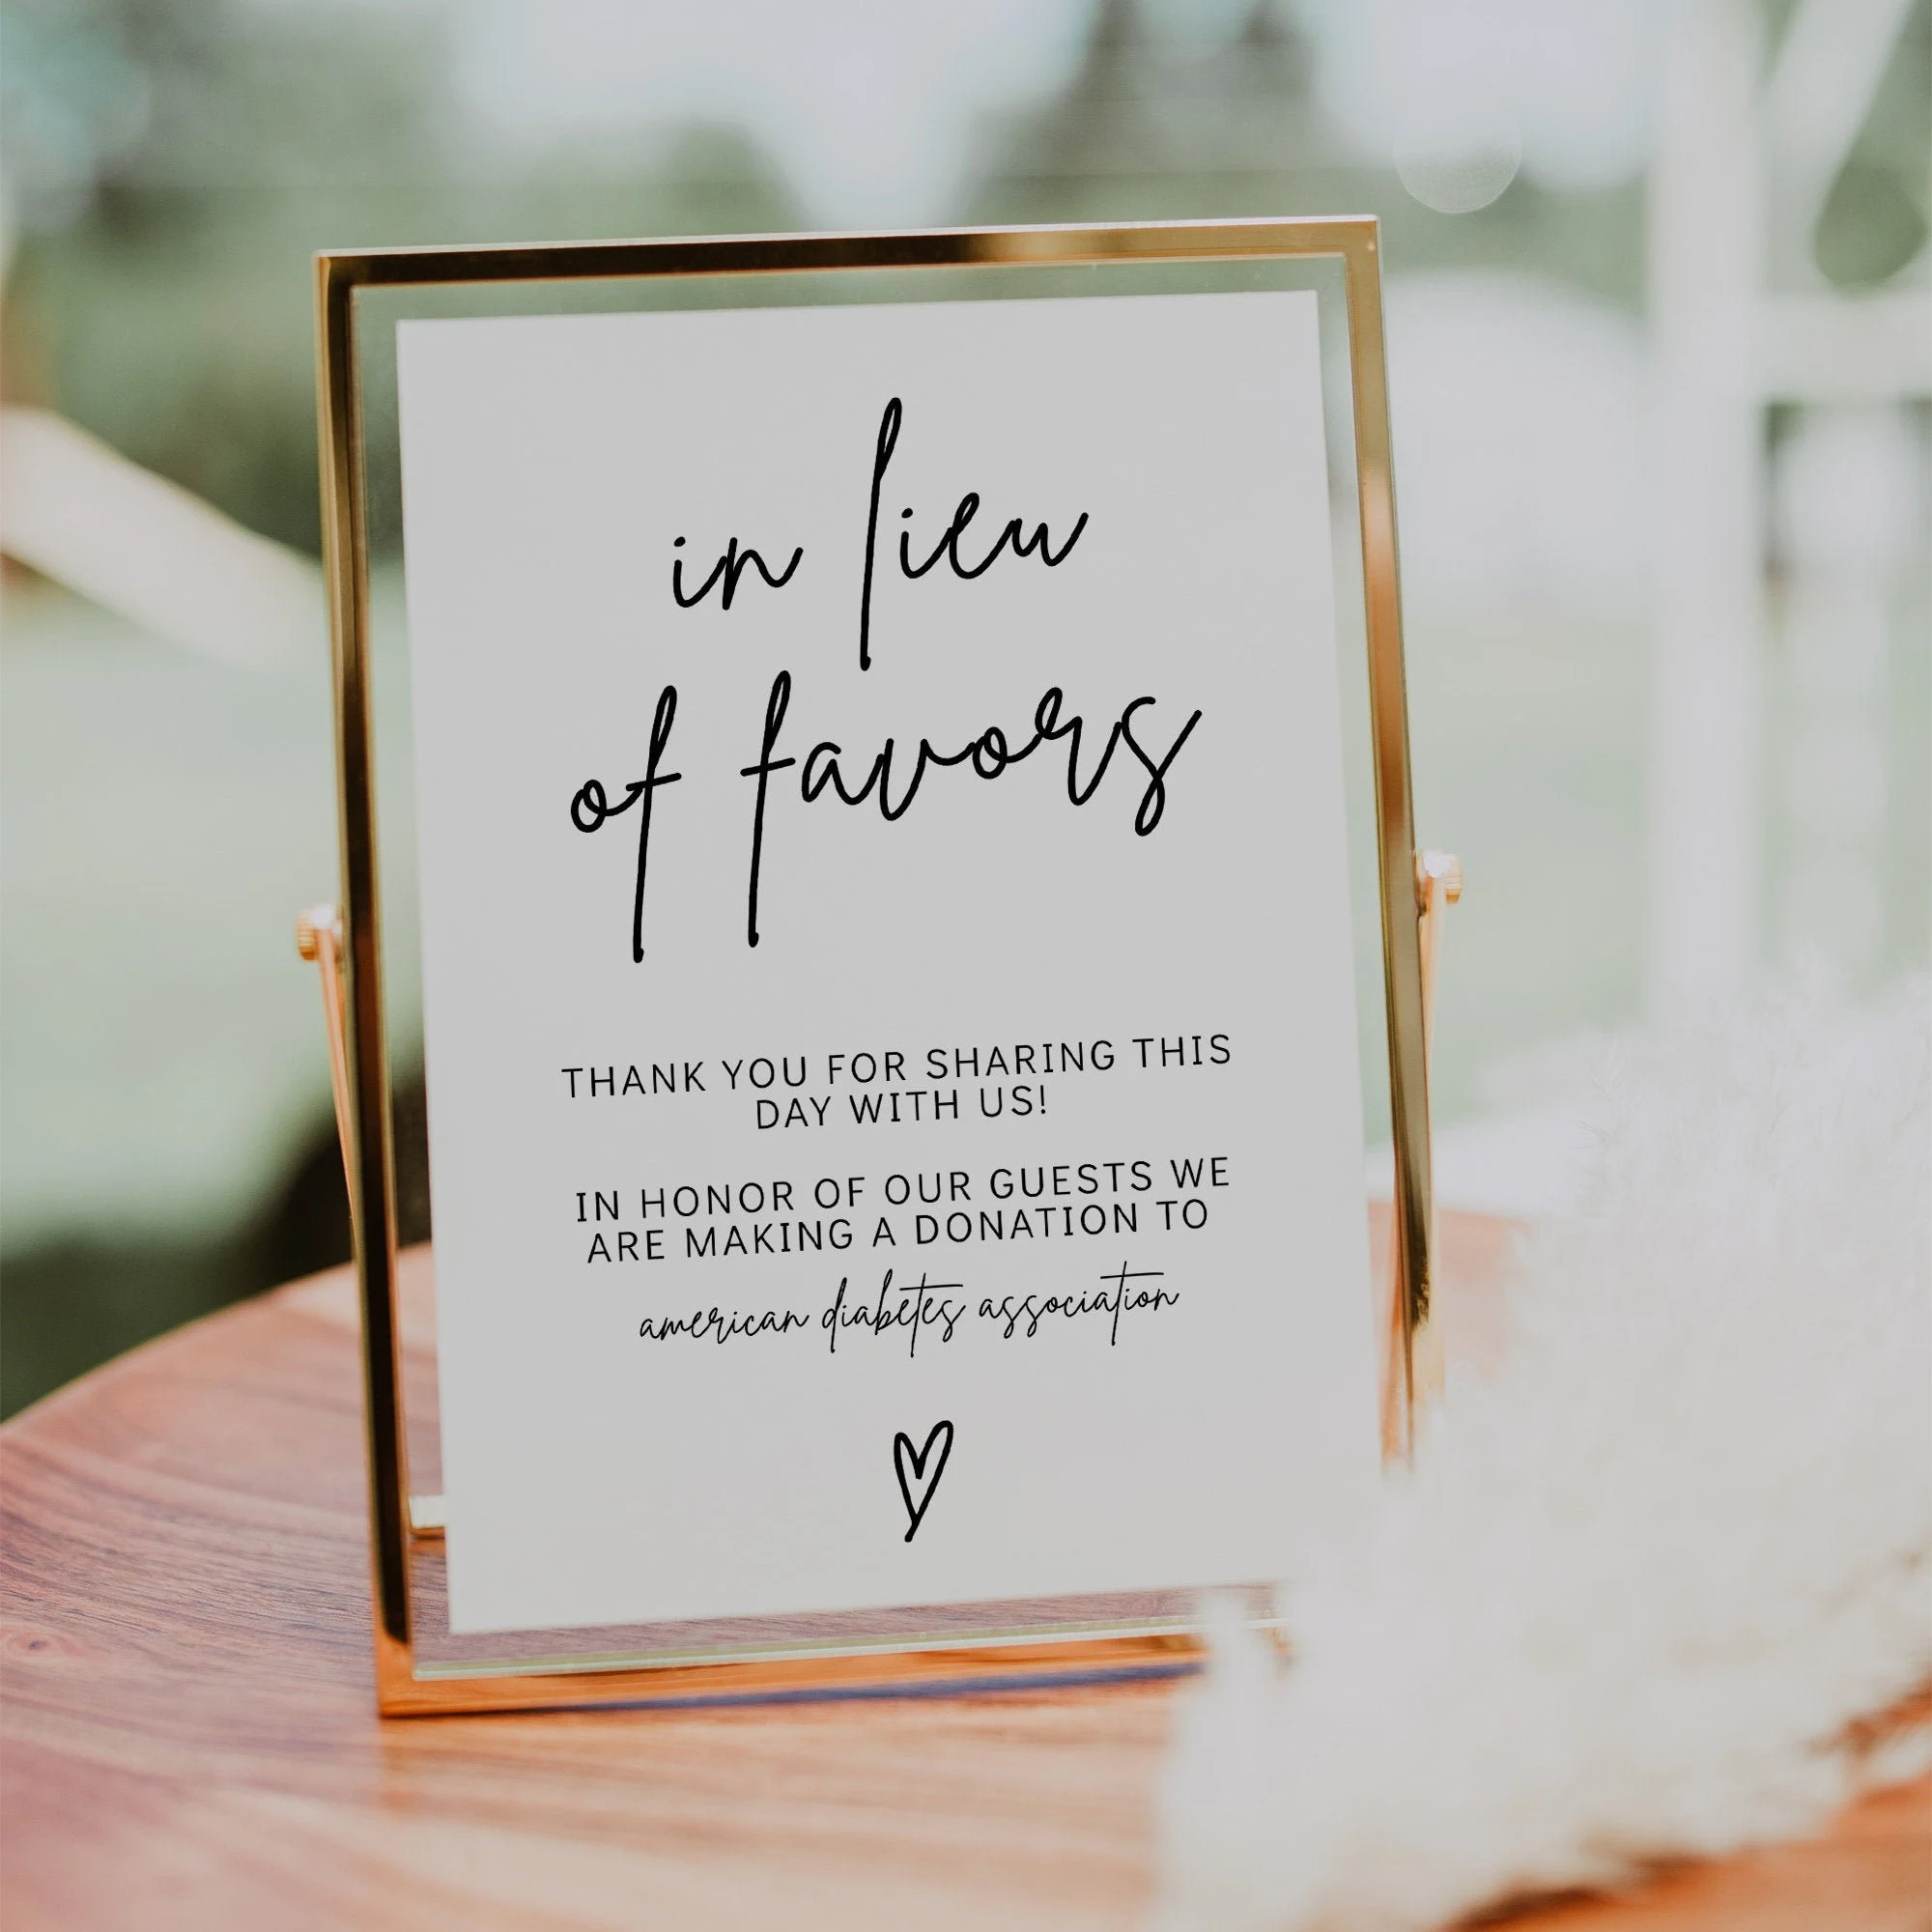 in lieu
of favors
THANK YOU FOR SHARING THIS
DAY WITH US!
IN HONOR OF OUR GUESTS WE
ARE MAKING A DONATION TO
american diabetes association